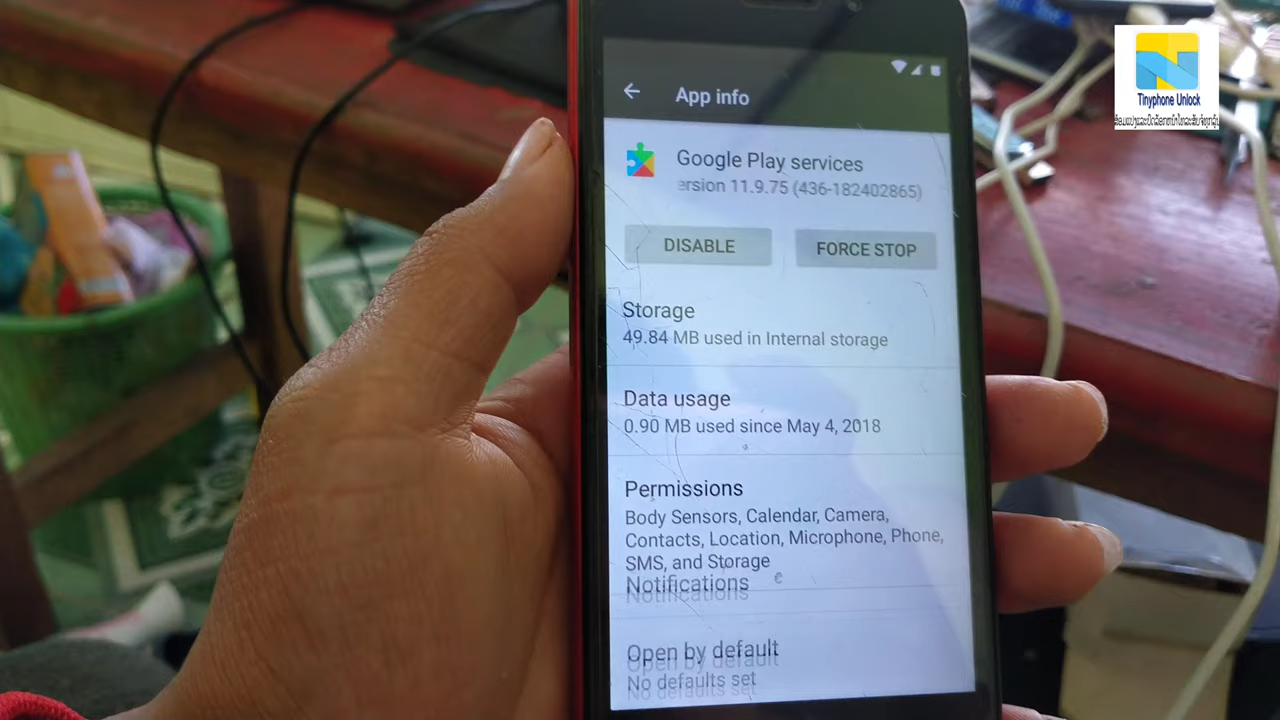 App info
Google Play services
ersion 11.9.75 (436-182402865)
DISABLE
FORCE STOP
Storage
49.84 MB used in Internal storage
Data usage
0.90 MB used since May 4, 2018
Permissions
Body Sensors, Calendar, Camera,
Contacts, Location, Microphone, Phone,
SMS, and Storage
Notifications
Open by default
No defaults set
Tinyphone Unlock